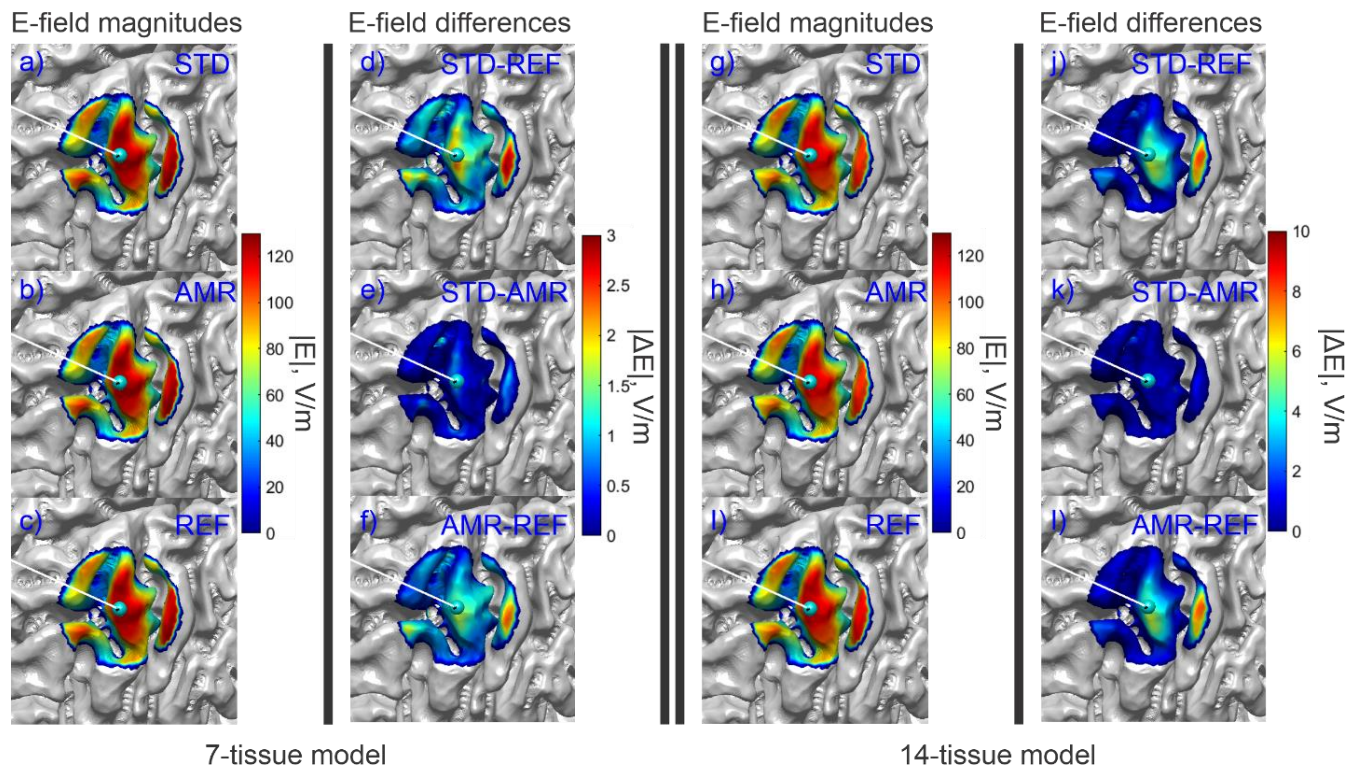 E-field magnitudes
E-field differences
E-field magnitudes
E-field differences
a) STD
d) STD-REF
g) STD
j) STD-REF
b) AMR
e) STD-AMR
h) AMR
k) STD-AMR
c) REF
f) AMR-REF
l) REF
l) AMR-REF
120
100
80
60
40
20
0
|E|, V/m
3
2.5
2
1.5
1
0.5
0
|ΔE|, V/m
120
100
80
60
40
20
0
|E|, V/m
10
8
6
4
2
0
|ΔE|, V/m
7-tissue model
14-tissue model